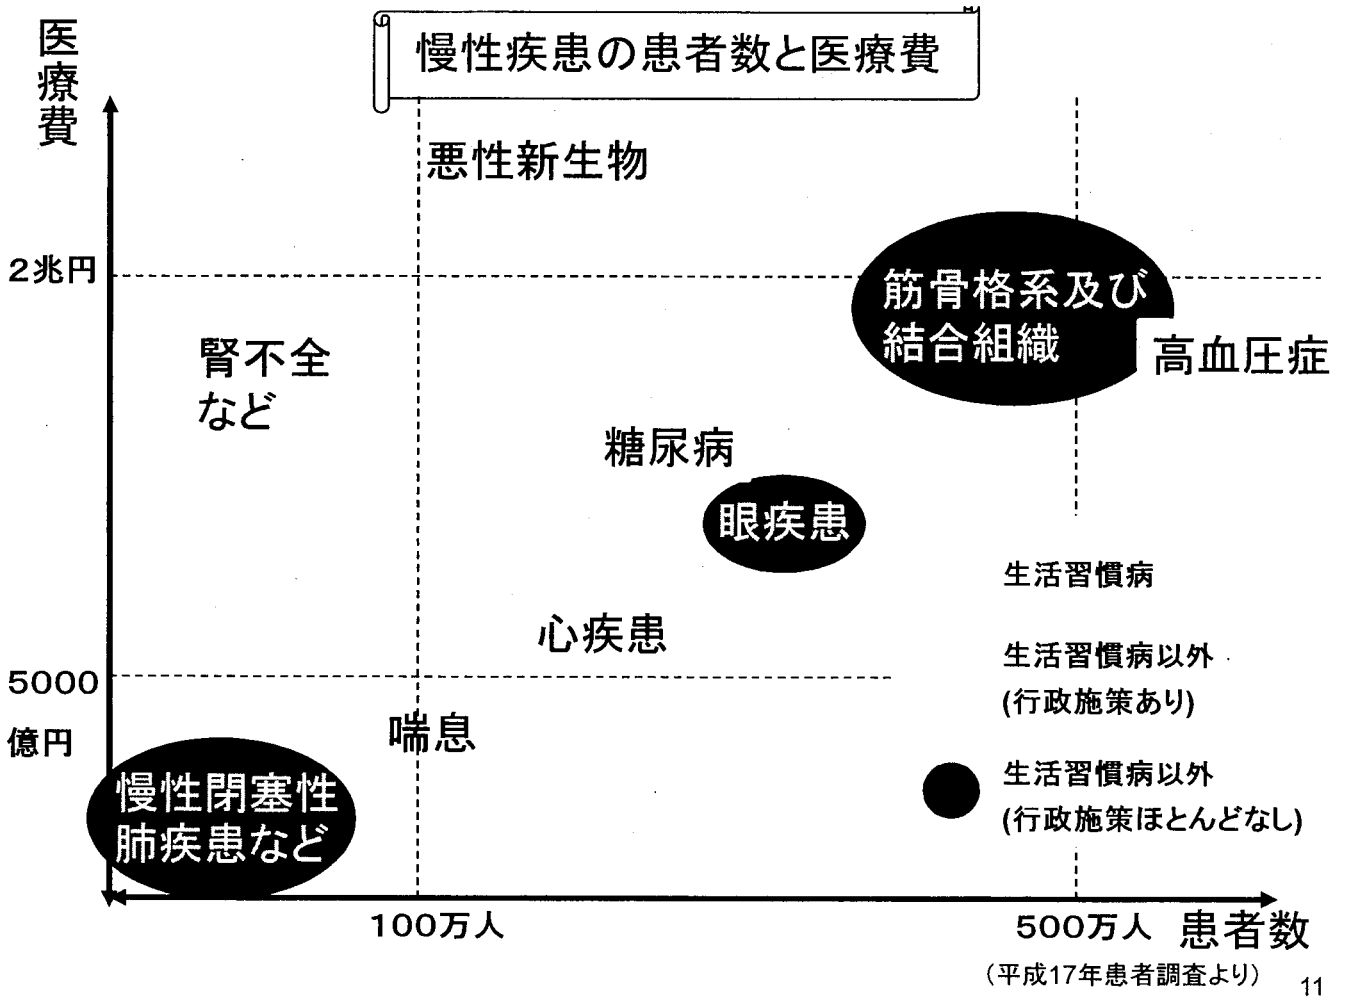 慢性疾患の患者数と医療費
医療費
悪性新生物
2兆円
筋骨格系及び
結合組織
高血圧症
腎不全
など
糖尿病
眼疾患
生活習慣病
心疾患
生活習慣病以外
(行政施策あり)
5000
億円
喘息
慢性閉塞性
肺疾患など
生活習慣病以外
(行政施策ほとんどなし)
100万人
500万人
患者数
（平成17年患者調査より）
11